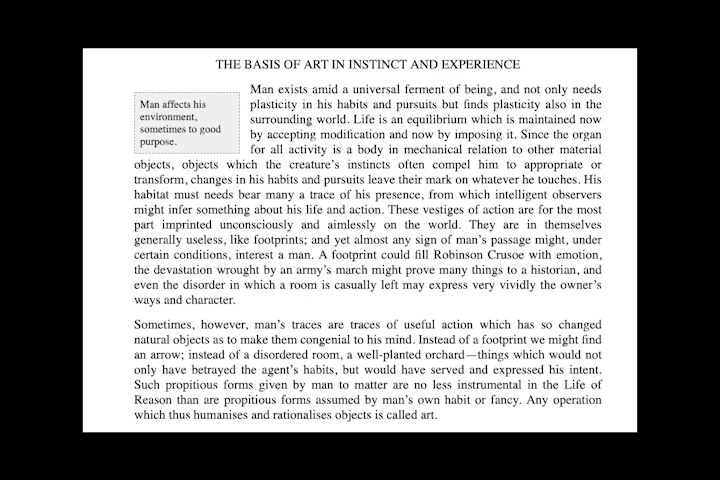 THE BASIS OF ART IN INSTINCT AND EXPERIENCE
Man affects his
environment,
sometimes to good
purpose.
Man exists amid a universal ferment of being, and not only needs
plasticity in his habits and pursuits but finds plasticity also in the
surrounding world. Life is an equilibrium which is maintained now
by accepting modification and now by imposing it. Since the organ
for all activity is a body in mechanical relation to other material
objects, objects which the creature's instincts often compel him to appropriate or
transform, changes in his habits and pursuits leave their mark on whatever he touches. His
habitat must needs bear many a trace of his presence, from which intelligent observers
might infer something about his life and action. These vestiges of action are for the most
part imprinted unconsciously and aimlessly on the world. They are in themselves
generally useless, like footprints; and yet almost any sign of man's passage might, under
certain conditions, interest a man. A footprint could fill Robinson Crusoe with emotion,
the devastation wrought by an army's march might prove many things to a historian, and
even the disorder in which a room is casually left may express very vividly the owner's
ways and character.
Sometimes, however, man's traces are traces of useful action which has so changed
natural objects as to make them congenial to his mind. Instead of a footprint we might find
an arrow; instead of a disordered room, a well-planted orchard—things which would not
only have betrayed the agent's habits, but would have served and expressed his intent.
Such propitious forms given by man to matter are no less instrumental in the Life of
Reason than are propitious forms assumed by man's own habit or fancy. Any operation
which thus humanises and rationalises objects is called art.